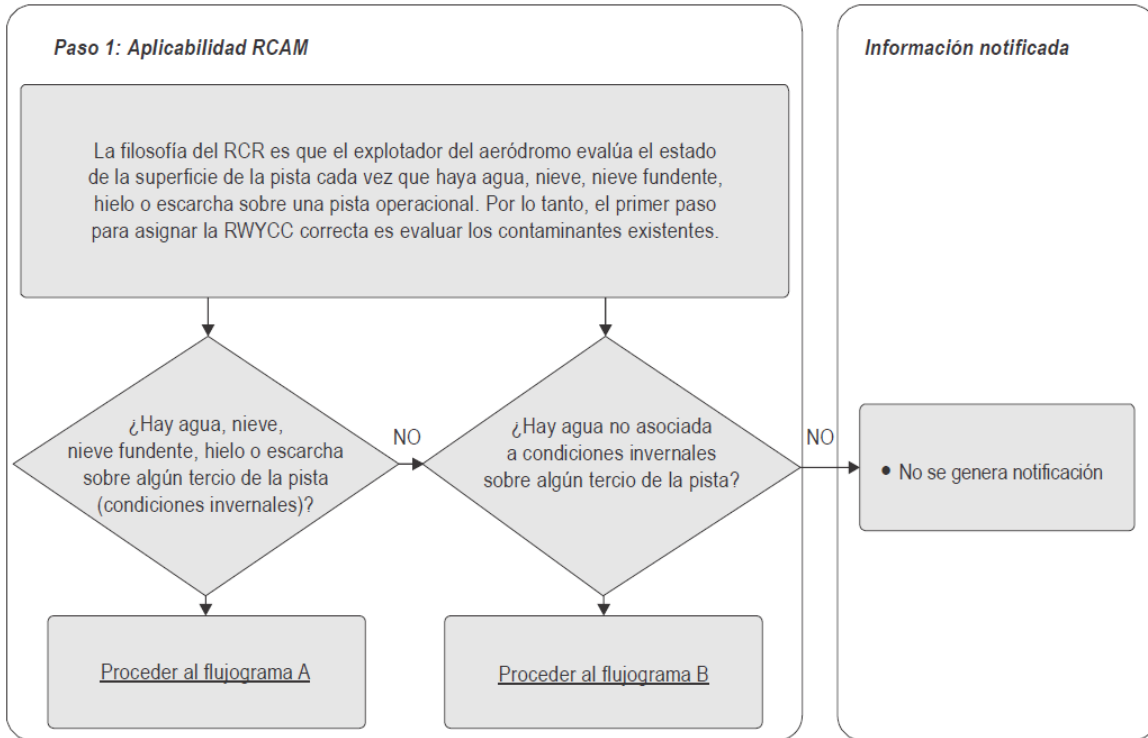 Paso 1: Aplicabilidad RCAM
Información notificada
La filosofía del RCR es que el explotador del aeródromo evalúa el estado
de la superficie de la pista cada vez que haya agua, nieve, nieve fundente,
hielo o escarcha sobre una pista operacional. Por lo tanto, el primer paso
para asignar la RWYCC correcta es evaluar los contaminantes existentes.
¿Hay agua, nieve,
nieve fundente, hielo o escarcha
sobre algún tercio de la pista
(condiciones invernales)?
NO
¿Hay agua no asociada
a condiciones invernales
sobre algún tercio de la pista?
NO
• No se genera notificación
Proceder al flujograma A
Proceder al flujograma B